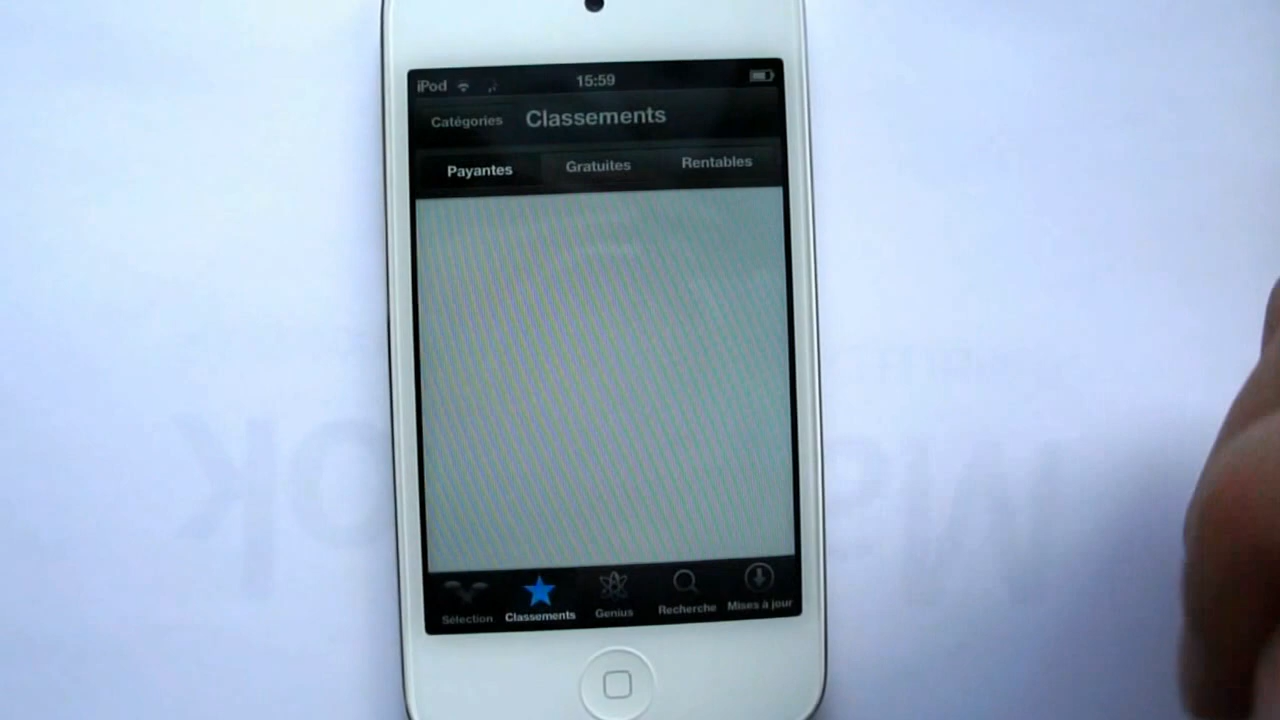 iPod 15:59
Catégories Classements
Payantes Gratuites Rentables
Sélection Classements Genius Recherche Mises à jour